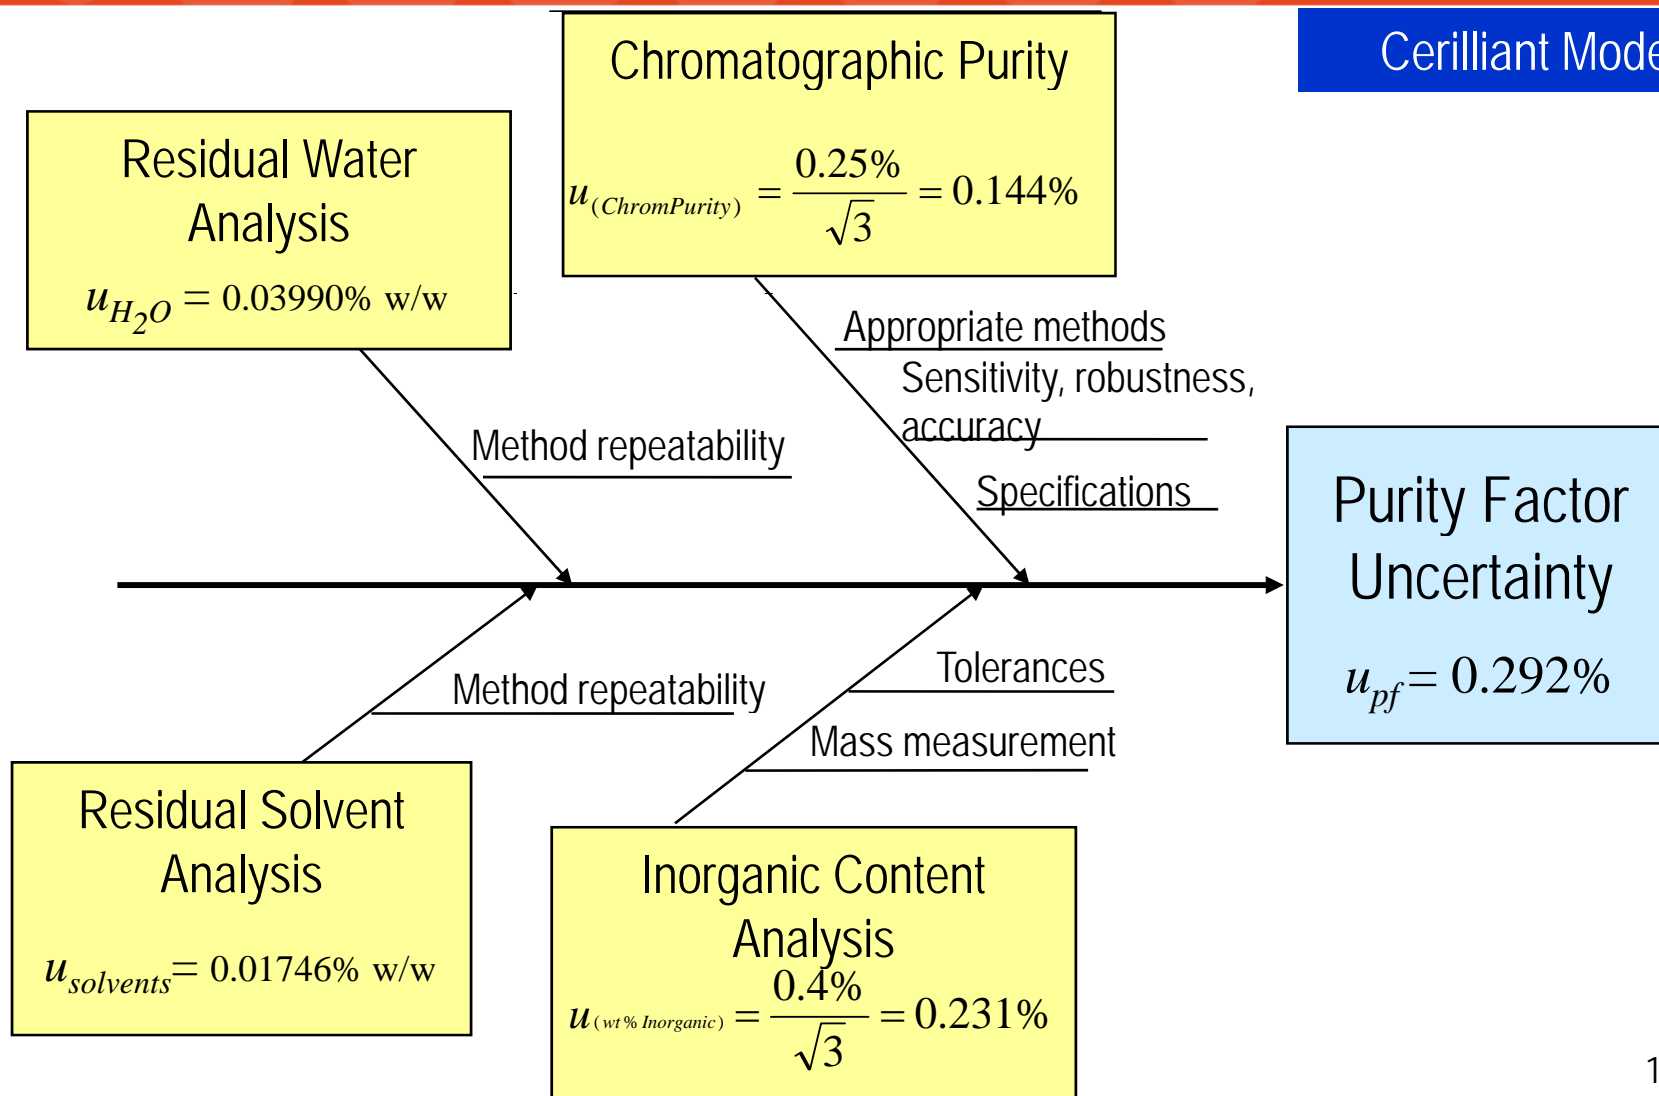 Cerilliant Mode
Chromatographic Purity
u(ChromPurity) = 0.25% / √3 = 0.144%
Residual Water
Analysis
uH2O = 0.03990% w/w
Appropriate methods
Sensitivity, robustness,
accuracy
Specifications
Method repeatability
Purity Factor
Uncertainty
upf = 0.292%
Method repeatability
Tolerances
Mass measurement
Residual Solvent
Analysis
usolvents = 0.01746% w/w
Inorganic Content
Analysis
u(wt% Inorganic) = 0.4% / √3 = 0.231%
1